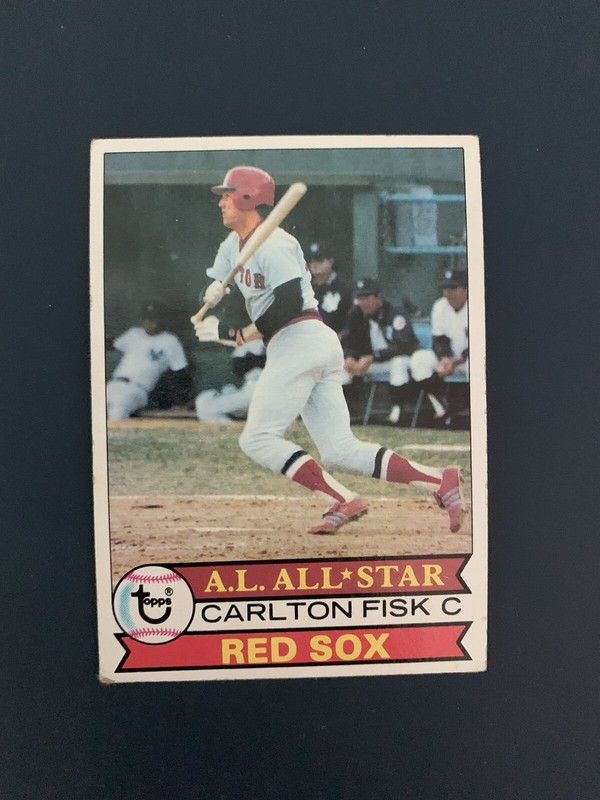 A.L. ALL★STAR
topps®
CARLTON FISK C
RED SOX